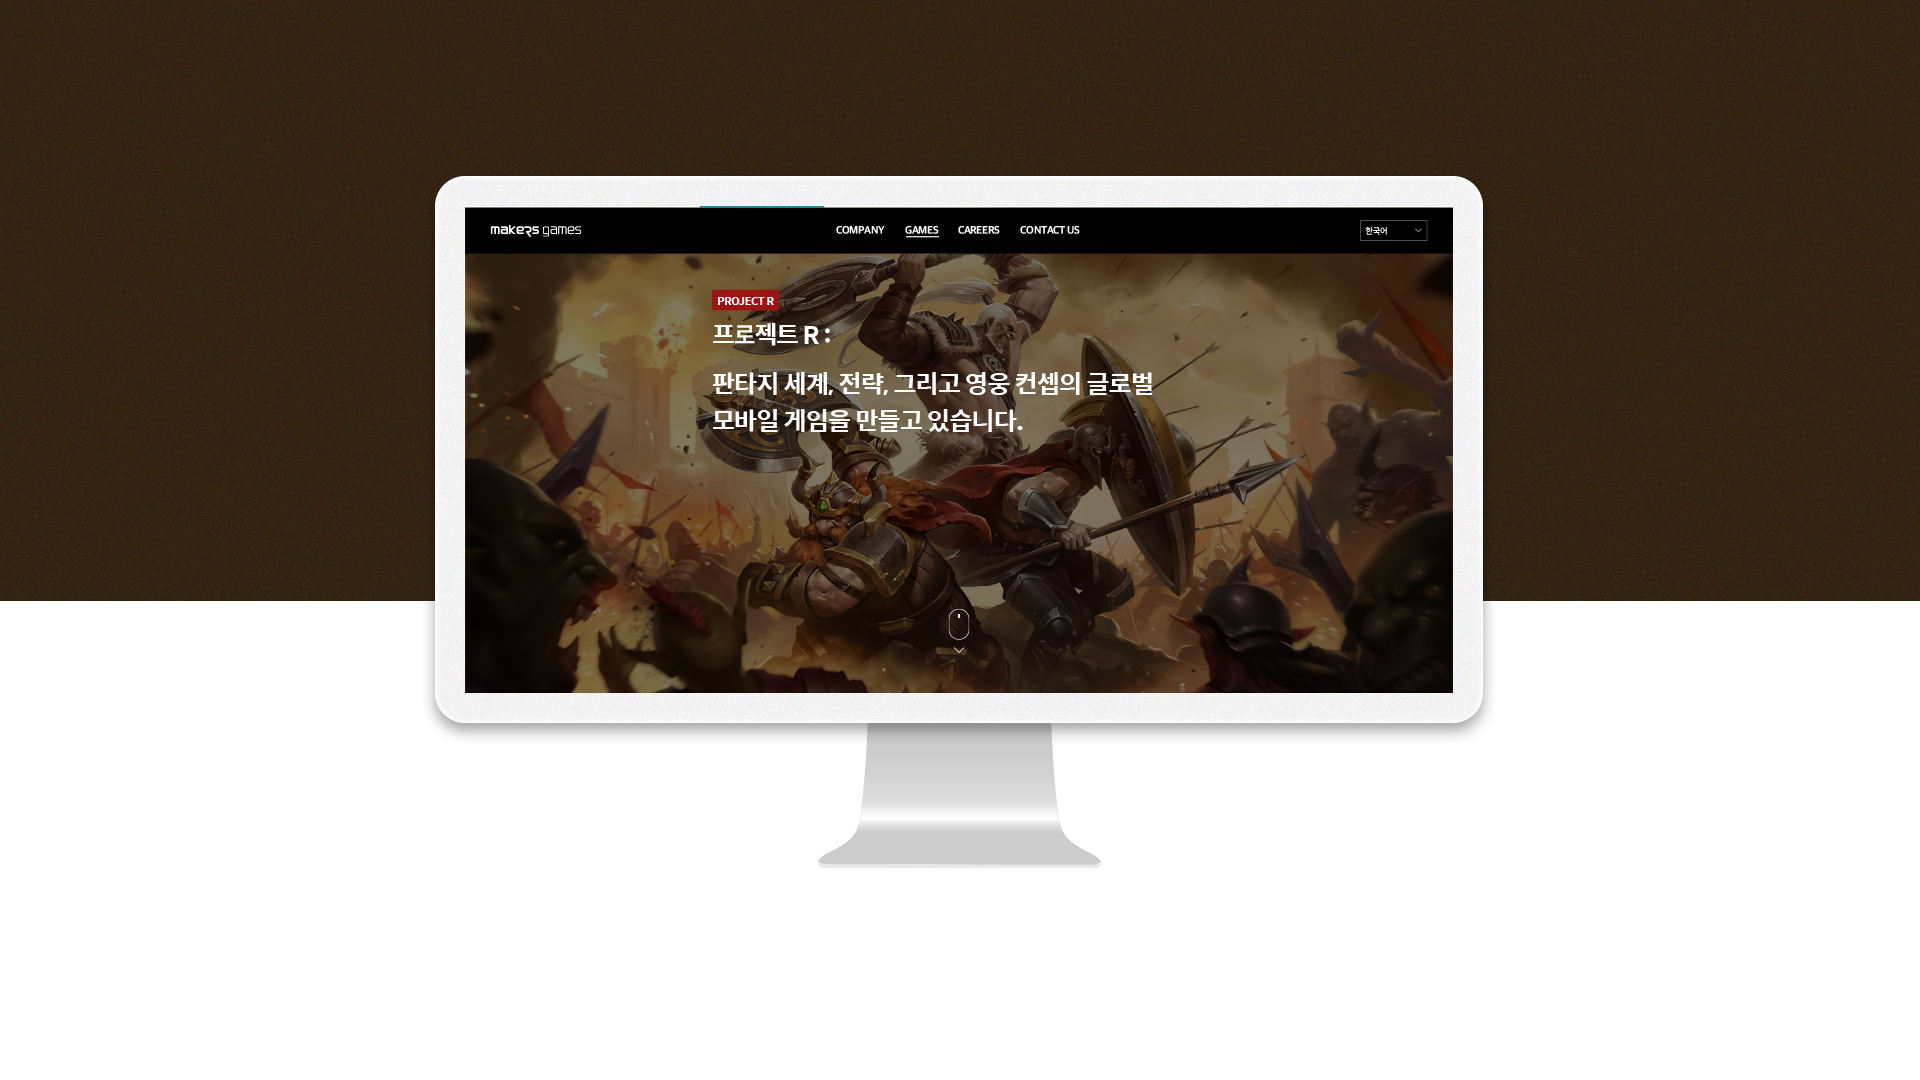 makers games
COMPANY GAMES CAREERS CONTACT US
한국어
PROJECT R
프로젝트 R :
판타지 세계, 전략, 그리고 영웅 컨셉의 글로벌
모바일 게임을 만들고 있습니다.